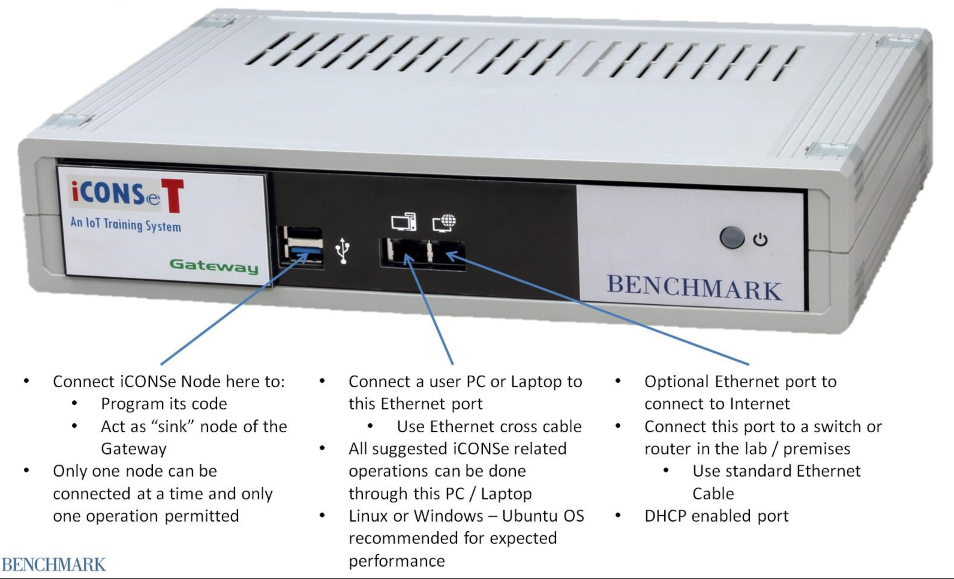 iCONSeT
An IoT Training System
Gateway
BENCHMARK
• Connect iCONSe Node here to:
• Program its code
• Act as “sink” node of the
Gateway
• Only one node can be
connected at a time and only
one operation permitted
• Connect a user PC or Laptop to
this Ethernet port
• Use Ethernet cross cable
• All suggested iCONSe related
operations can be done
through this PC / Laptop
• Linux or Windows – Ubuntu OS
recommended for expected
performance
• Optional Ethernet port to
connect to Internet
• Connect this port to a switch or
router in the lab / premises
• Use standard Ethernet
Cable
• DHCP enabled port
BENCHMARK